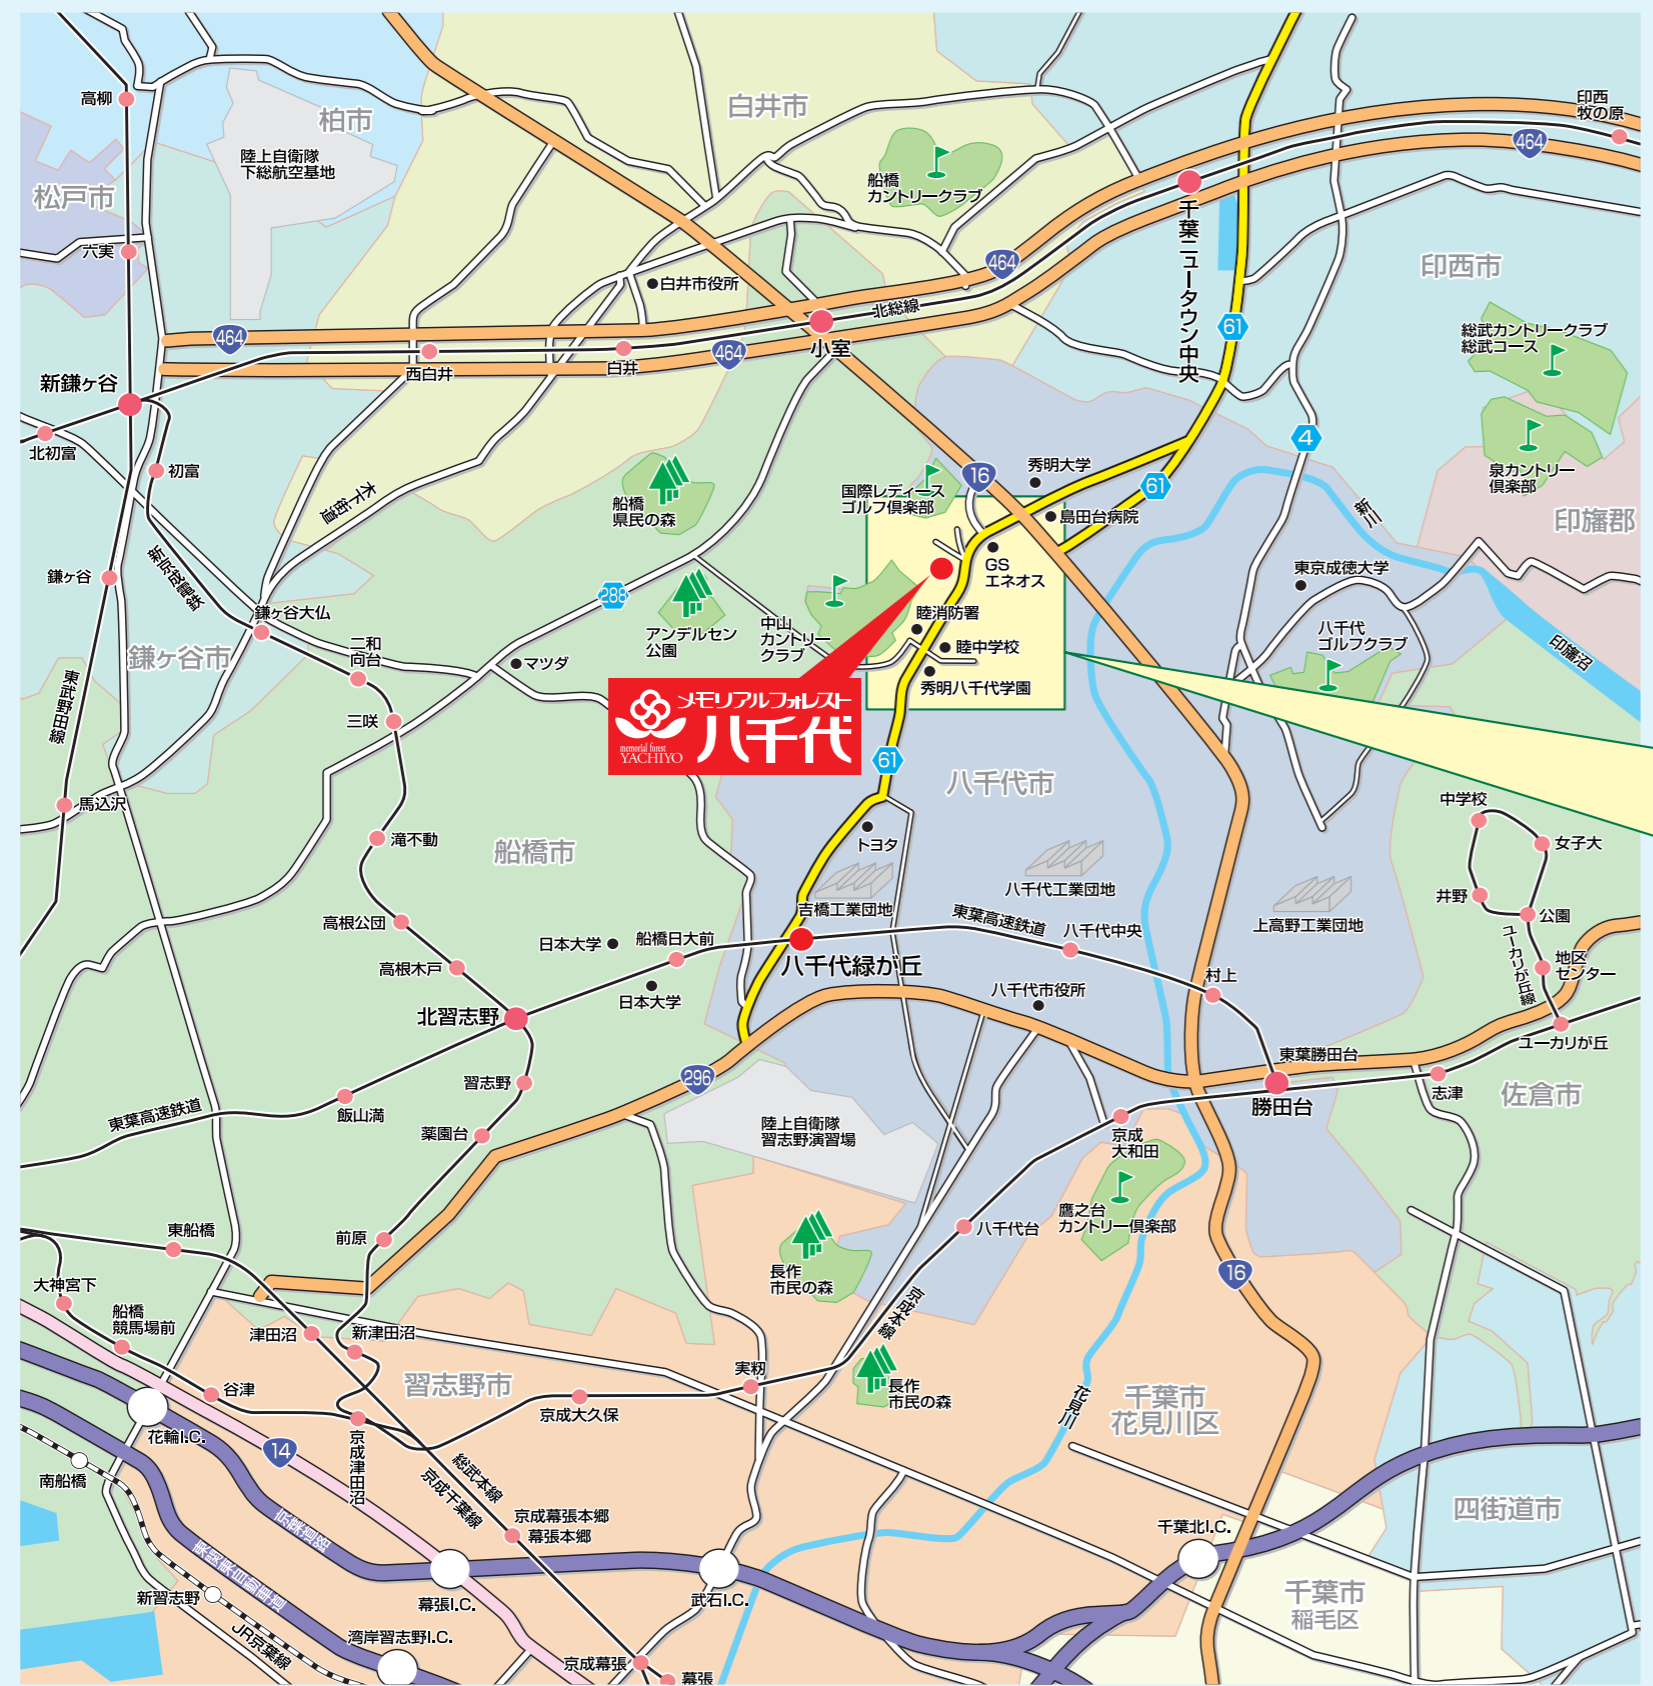 高柳
柏市
白井市
印西
牧の原
陸上自衛隊
下総航空基地
464
松戸市
船橋
カントリークラブ
千葉ニュータウン中央
六実
464
印西市
白井市役所
北総線
総武カントリークラブ
総武コース
61
464
464
小室
新鎌ヶ谷
西白井
白井
4
北初富
初富
泉カントリー
倶楽部
木下街道
船橋
県民の森
国際レディース
ゴルフ倶楽部
16
秀明大学
61
島田台病院
新川
印旛郡
新京成電鉄
GS
エネオス
鎌ヶ谷
東京成徳大学
288
鎌ヶ谷大仏
アンデルセン
公園
中山
カントリー
クラブ
睦消防署
睦中学校
八千代
ゴルフクラブ
印旛沼
鎌ヶ谷市
二和
向台
マツダ
秀明八千代学園
東武野田線
三咲
メモリアルフォレスト
八千代
memorial forest
YACHIYO
61
八千代市
馬込沢
中学校
滝不動
船橋市
トヨタ
女子大
吉橋工業団地
八千代工業団地
上高野工業団地
井野
公園
高根公団
日本大学
船橋日大前
東葉高速鉄道
八千代中央
ユーカリが丘線
地区
センター
高根木戸
八千代緑が丘
村上
北習志野
日本大学
八千代市役所
ユーカリが丘
習志野
296
東葉勝田台
志津
佐倉市
東葉高速鉄道
飯山満
薬園台
陸上自衛隊
習志野演習場
勝田台
京成
大和田
東船橋
前原
八千代台
鷹之台
カントリー倶楽部
大神宮下
長作
市民の森
16
船橋
競馬場前
津田沼
新津田沼
京成本線
谷津
習志野市
実籾
長作
市民の森
花見川
千葉市
花見川区
花輪I.C.
14
京成津田沼
京成大久保
南船橋
総武本線
京成千葉線
四街道市
京葉道路
京成幕張本郷
幕張本郷
千葉北I.C.
東関東自動車道
新習志野
幕張I.C.
武石I.C.
千葉市
稲毛区
JR京葉線
湾岸習志野I.C.
京成幕張
幕張